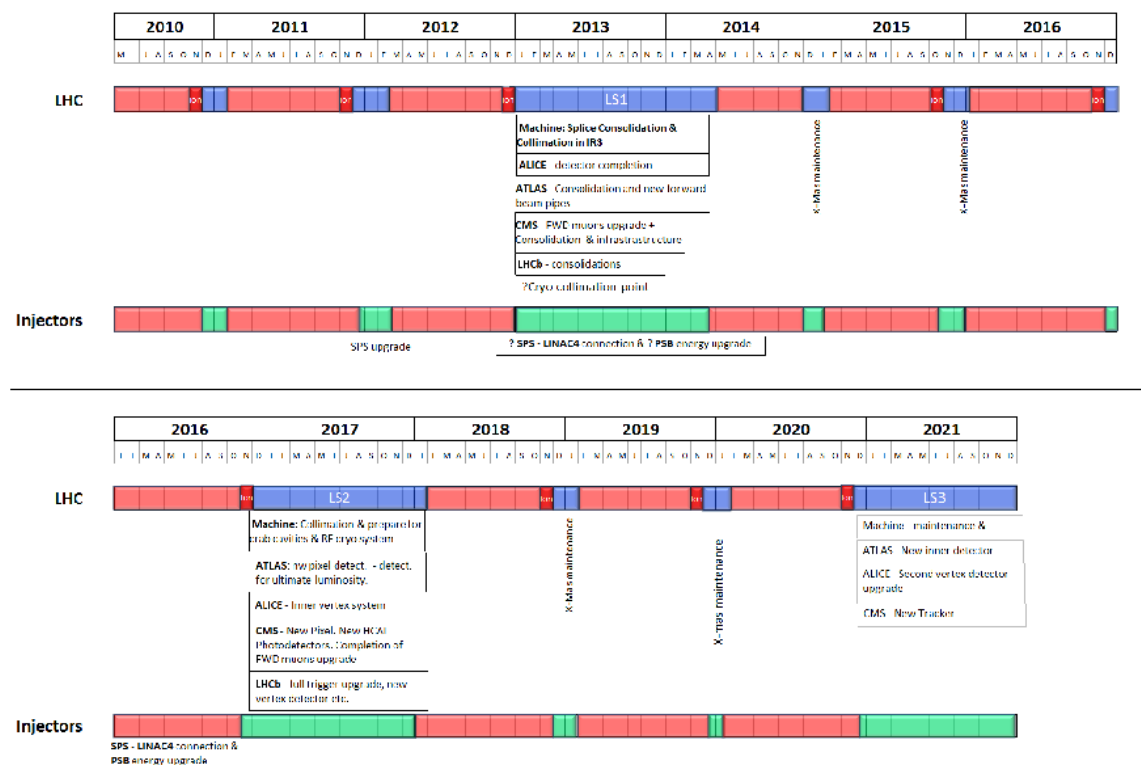 2010 2011 2012 2013 2014 2015 2016
LHC
Ion Ion Ion LS1 Ion Ion
Machine: Splice Consolidation &
Collimation in IR3
ALICE - detector completion
ATLAS - Consolidation and new forward
beam pipes
CMS - FWD muons upgrade +
Consolidation & infrastrastructure
LHCb - consolidations
?Cryo collimation point
X-Mas maintenance
X-Mas maintenance
Injectors
SPS upgrade
? SPS - LINAC4 connection & ? PSB energy upgrade
2016 2017 2018 2019 2020 2021
LHC
Ion LS2 Ion Ion Ion LS3
Machine: Collimation & prepare for
crab cavities & RF cryo system
ATLAS: nw pixel detect. - detect.
for ultimate luminosity.
ALICE - Inner vertex system
CMS - New Pixel. New HCAL
Photodetectors. Completion of
FWD muons upgrade
LHCb - full trigger upgrade, new
vertex detector etc.
X-Mas maintenance
X-mas maintenance
Machine - maintenance &
ATLAS - New inner detector
ALICE - Second vertex detector
upgrade
CMS - New Tracker
Injectors
SPS - LINAC4 connection &
PSB energy upgrade